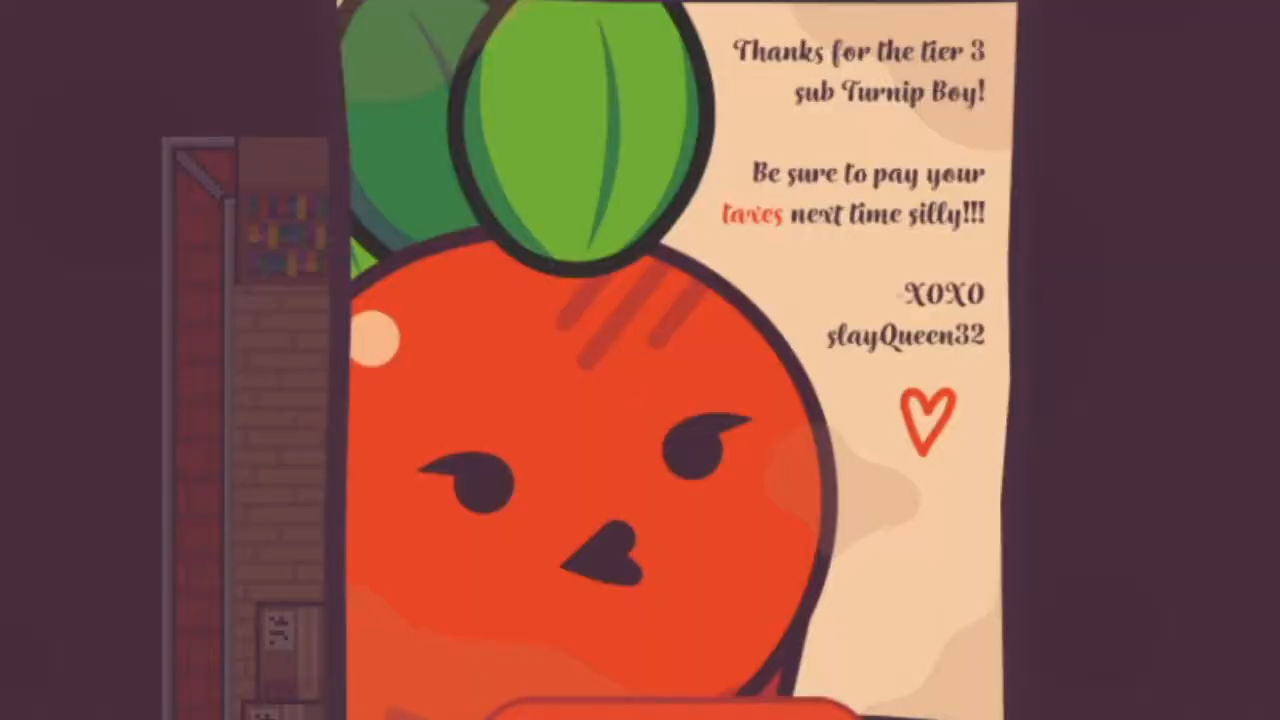 Thanks for the tier 3
sub Turnip Boy!
Be sure to pay your
taxes next time silly!!!
-XOXO
slayQueen32